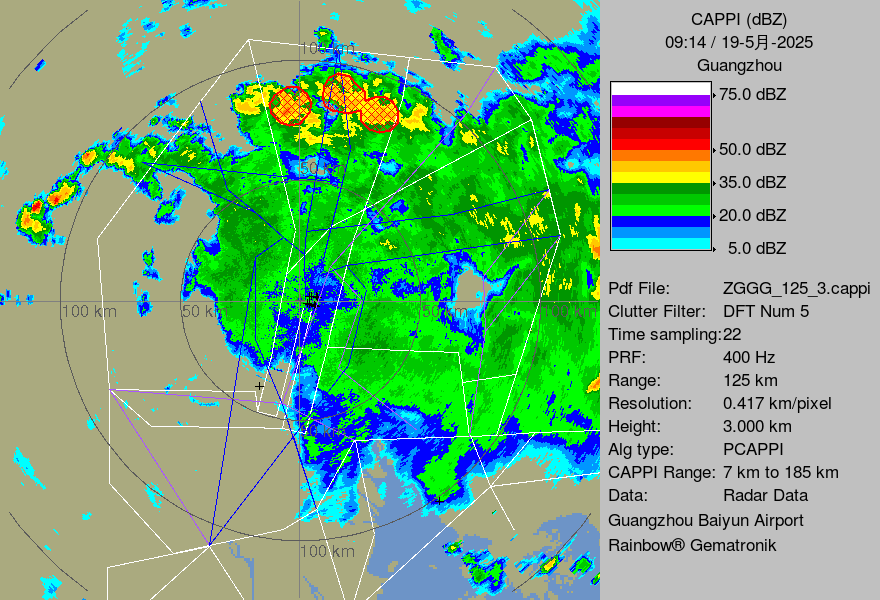 CAPPI (dBZ)
09:14 / 19-5月-2025
Guangzhou
75.0 dBZ
50.0 dBZ
35.0 dBZ
20.0 dBZ
5.0 dBZ
Pdf File: ZGGG_125_3.cappi
Clutter Filter: DFT Num 5
Time sampling:22
PRF: 400 Hz
Range: 125 km
Resolution: 0.417 km/pixel
Height: 3.000 km
Alg type: PCAPPI
CAPPI Range: 7 km to 185 km
Data: Radar Data
Guangzhou Baiyun Airport
Rainbow® Gematronik
100 km
50 km
100 km
50 km
50 km
100 km
100 km